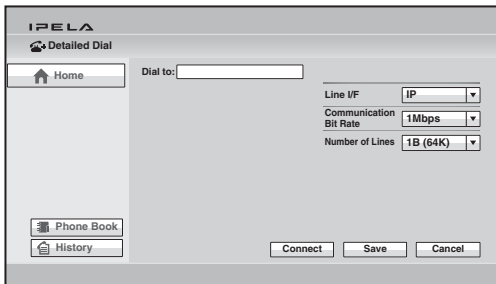 IPELA
Detailed Dial
Home
Dial to:
Line I/F
IP
Communication
Bit Rate
1Mbps
Number of Lines
1B (64K)
Phone Book
History
Connect
Save
Cancel